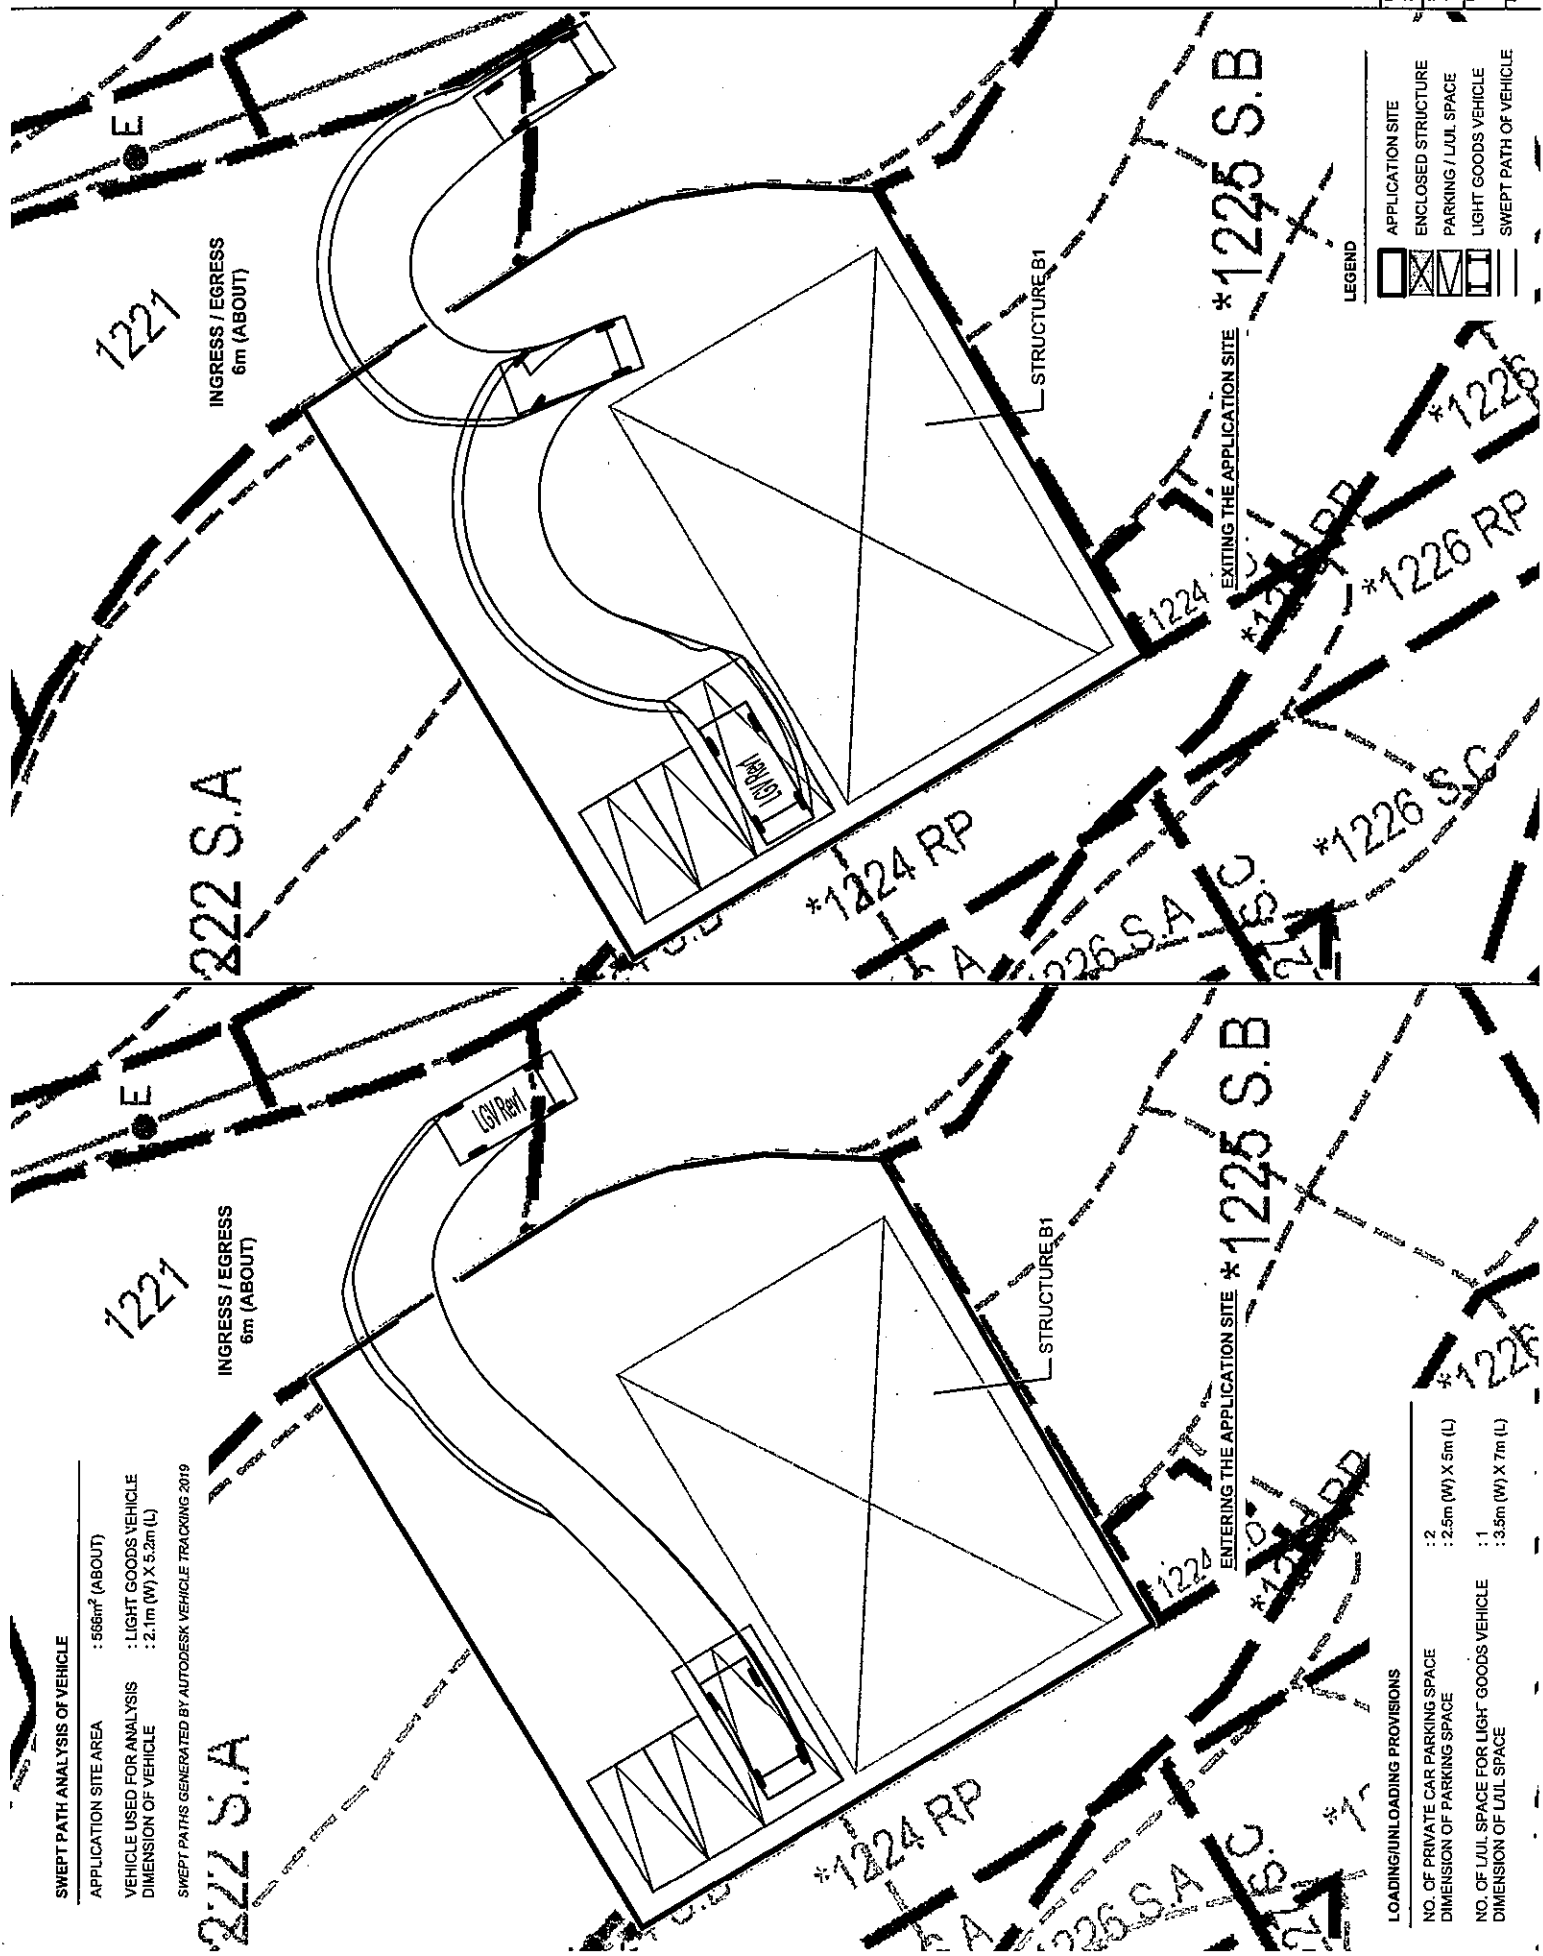 SWEPT PATH ANALYSIS OF VEHICLE
APPLICATION SITE AREA : 566m² (ABOUT)
VEHICLE USED FOR ANALYSIS : LIGHT GOODS VEHICLE
DIMENSION OF VEHICLE : 2.1m (W) X 5.2m (L)
SWEPT PATHS GENERATED BY AUTODESK VEHICLE TRACKING 2019
222 S.A
1221
E
INGRESS / EGRESS
6m (ABOUT)
LGV Rev1
STRUCTURE B1
*1225 S.B
ENTERING THE APPLICATION SITE
*1224 RP
1224
*1226
226 S.A
LOADING/UNLOADING PROVISIONS
NO. OF PRIVATE CAR PARKING SPACE : 2
DIMENSION OF PARKING SPACE : 2.5m (W) X 5m (L)
NO. OF L/UL SPACE FOR LIGHT GOODS VEHICLE : 1
DIMENSION OF L/UL SPACE : 3.5m (W) X 7m (L)
222 S.A
1221
E
INGRESS / EGRESS
6m (ABOUT)
LGV Rev1
STRUCTURE B1
*1225 S.B
EXITING THE APPLICATION SITE
*1224 RP
1224
*1226 RP
*1226
*1226 S.C
226 S.A
LEGEND
APPLICATION SITE
ENCLOSED STRUCTURE
PARKING / L/UL SPACE
LIGHT GOODS VEHICLE
SWEPT PATH OF VEHICLE